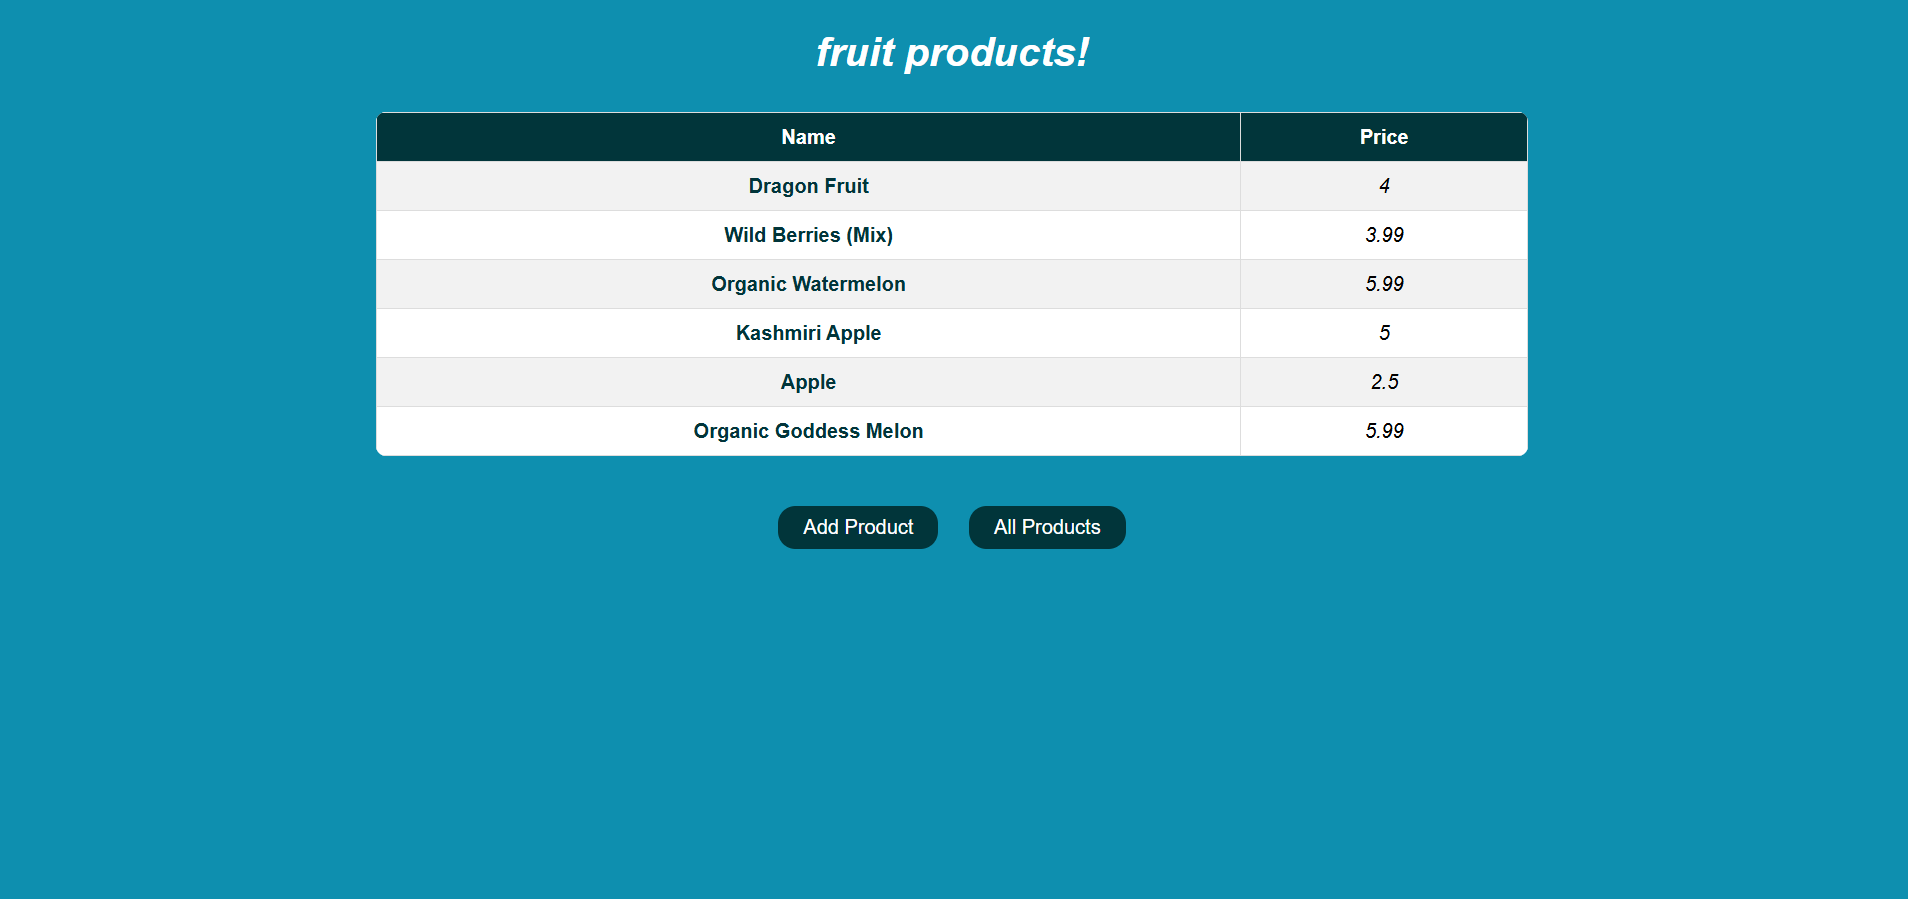 fruit products!
Name Price
Dragon Fruit 4
Wild Berries (Mix) 3.99
Organic Watermelon 5.99
Kashmiri Apple 5
Apple 2.5
Organic Goddess Melon 5.99
Add Product All Products